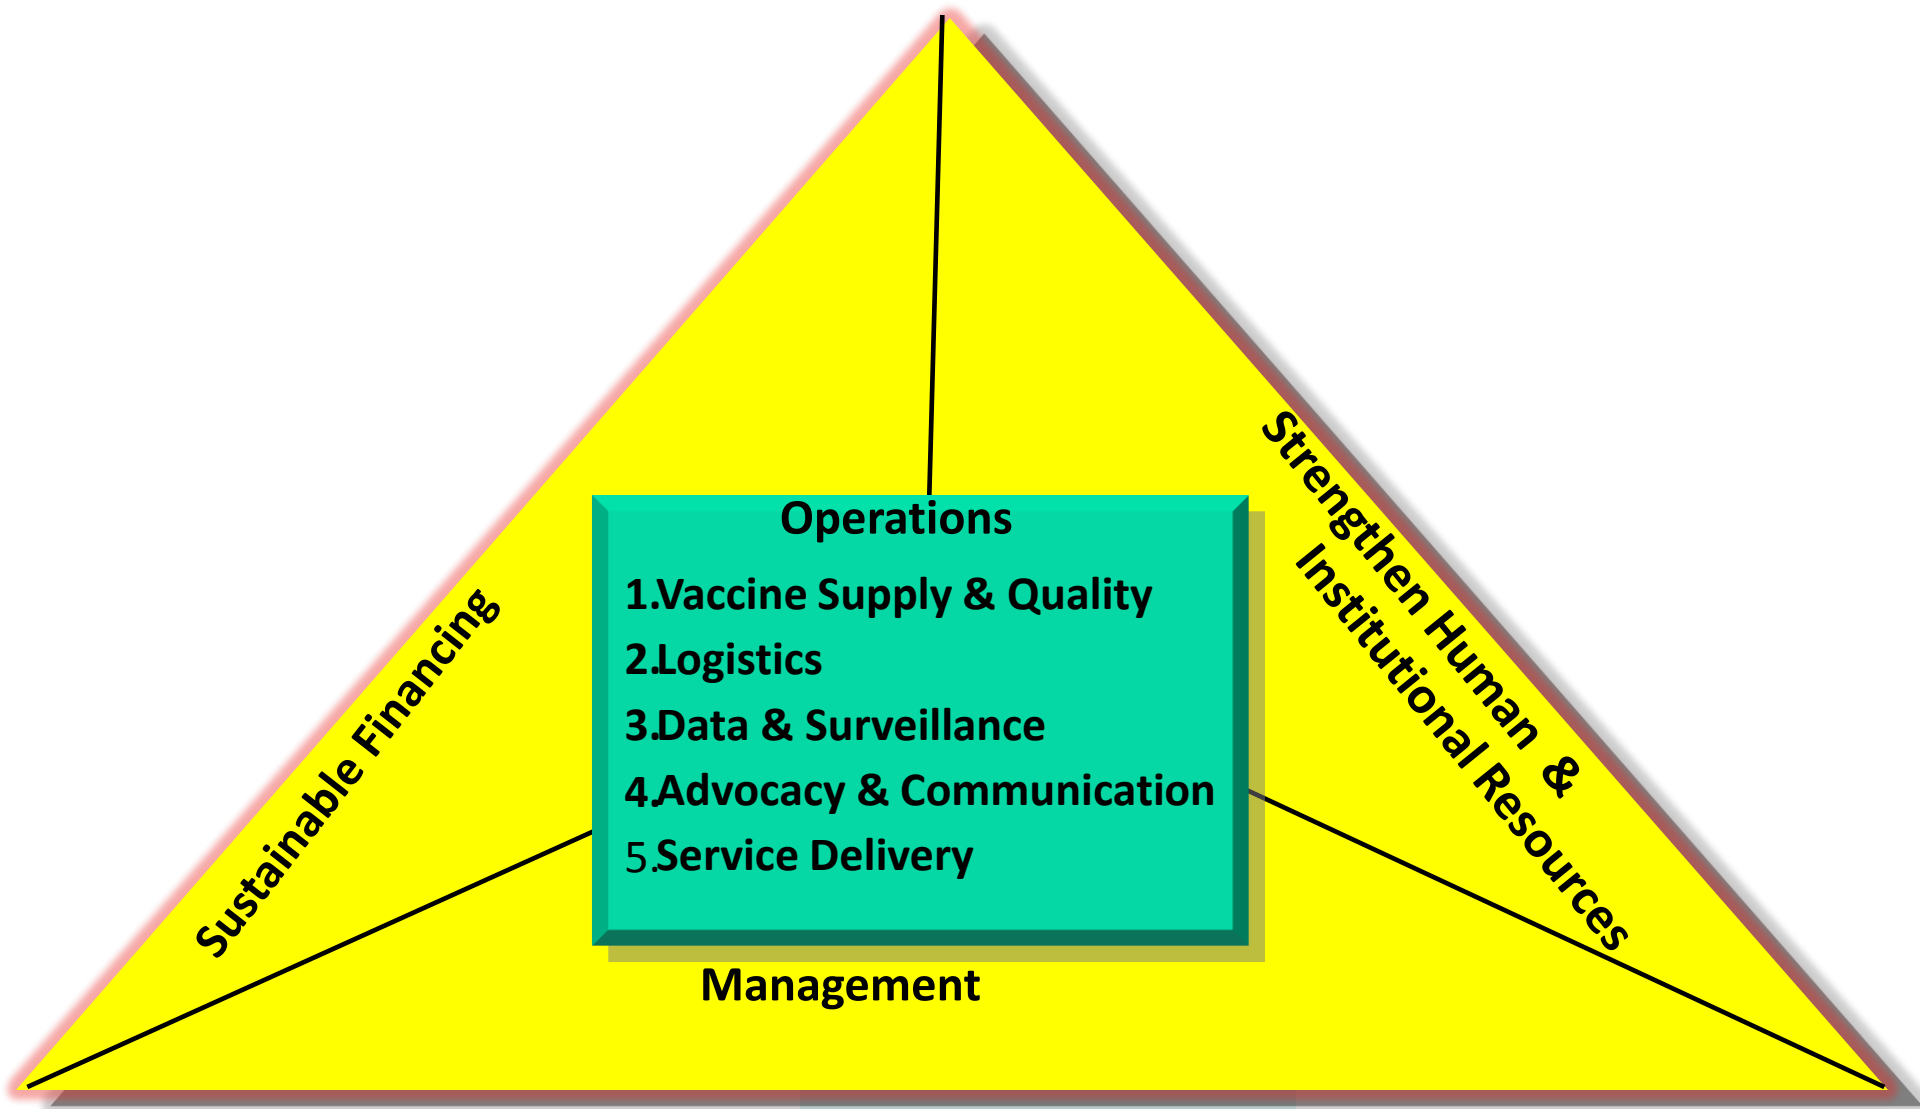 Operations
1.Vaccine Supply & Quality
2.Logistics
3.Data & Surveillance
4.Advocacy & Communication
5.Service Delivery
Sustainable Financing
Strengthen Human &
Institutional Resources
Management